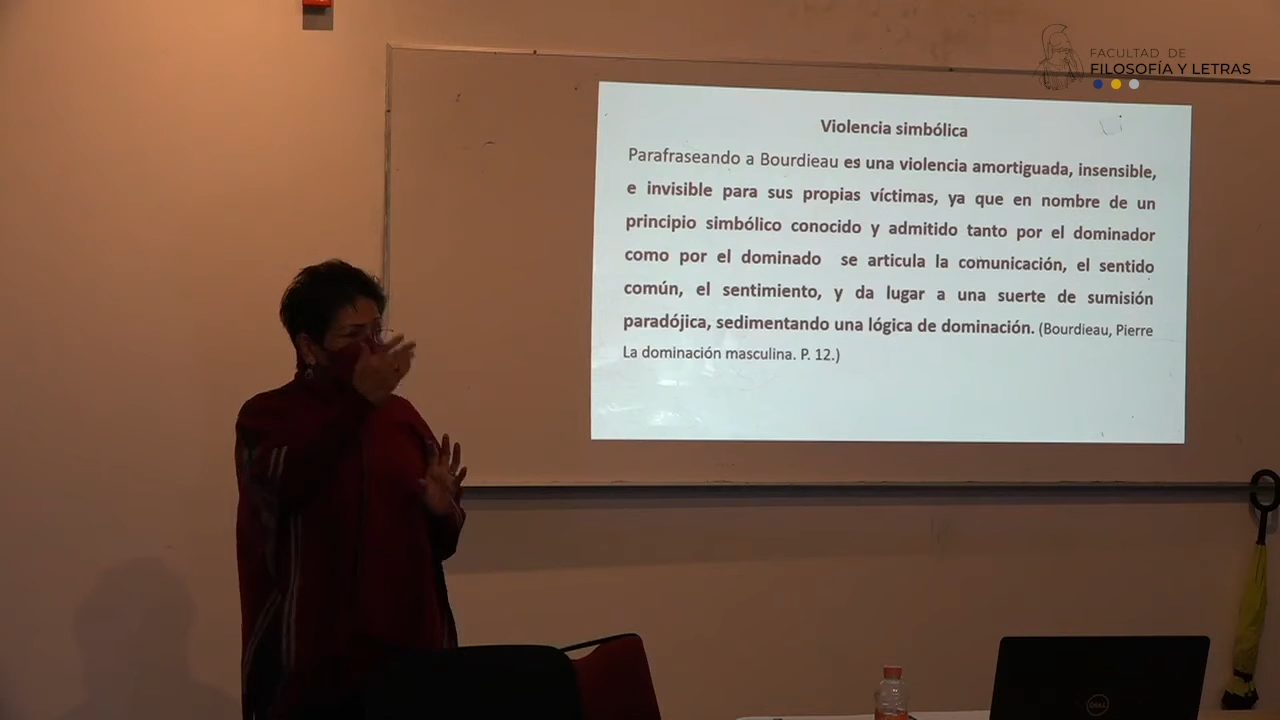 FACULTAD DE
FILOSOFÍA Y LETRAS
Violencia simbólica
Parafraseando a Bourdieau es una violencia amortiguada, insensible,
e invisible para sus propias víctimas, ya que en nombre de un
principio simbólico conocido y admitido tanto por el dominador
como por el dominado se articula la comunicación, el sentido
común, el sentimiento, y da lugar a una suerte de sumisión
paradójica, sedimentando una lógica de dominación. (Bourdieau, Pierre
La dominación masculina. P. 12.)
DELL